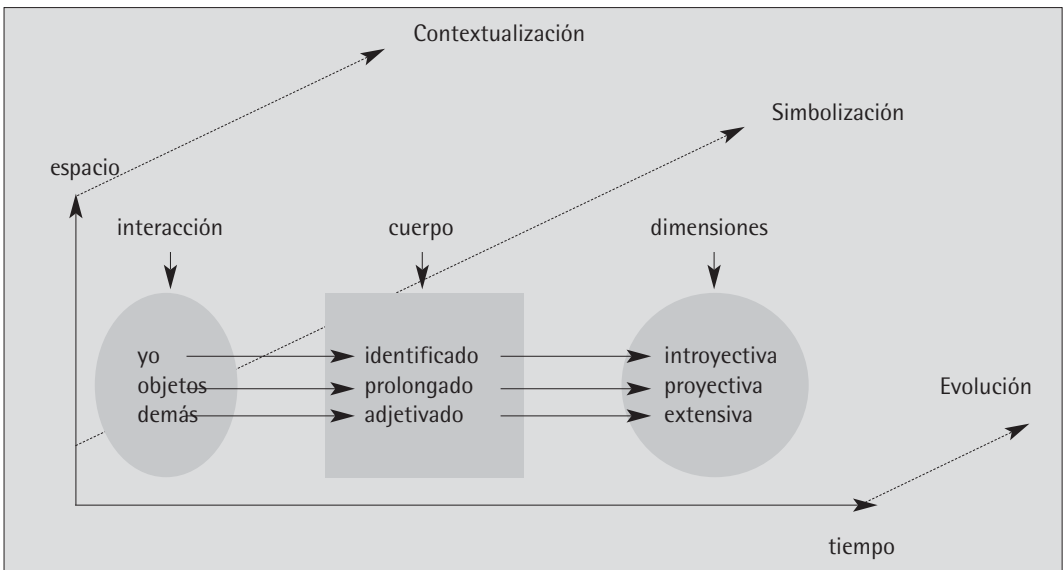 Contextualización
Simbolización
espacio
interacción cuerpo dimensiones
yo identificado introyectiva
objetos prolongado proyectiva
demás adjetivado extensiva
Evolución
tiempo